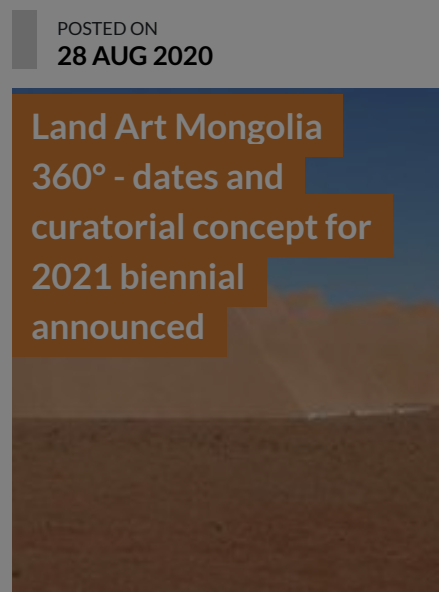 POSTED ON
28 AUG 2020
Land Art Mongolia
360° - dates and
curatorial concept for
2021 biennial
announced